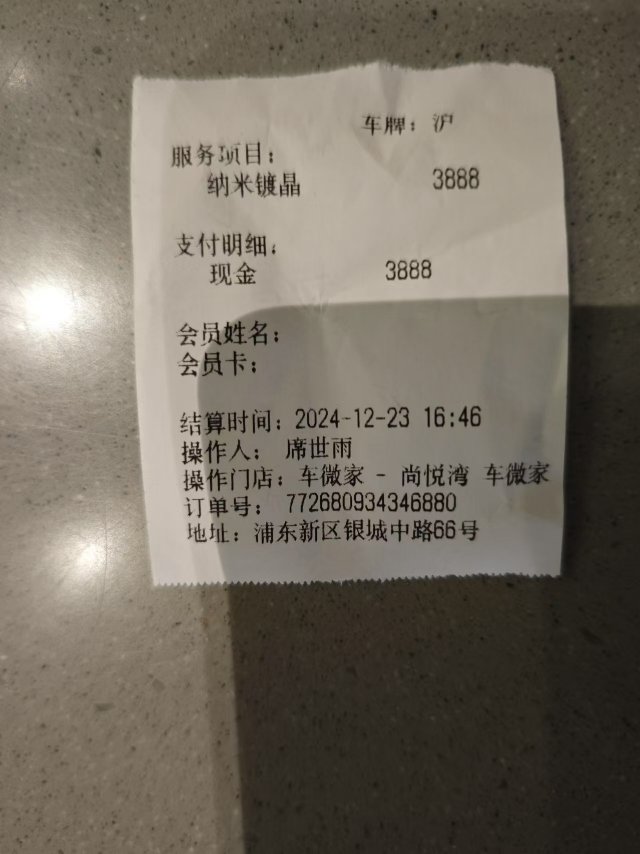 车牌：沪
服务项目：
纳米镀晶 3888
支付明细：
现金 3888
会员姓名：
会员卡：
结算时间：2024-12-23 16:46
操作人： 席世雨
操作门店：车微家 - 尚悦湾 车微家
订单号： 772680934346880
地址：浦东新区银城中路66号